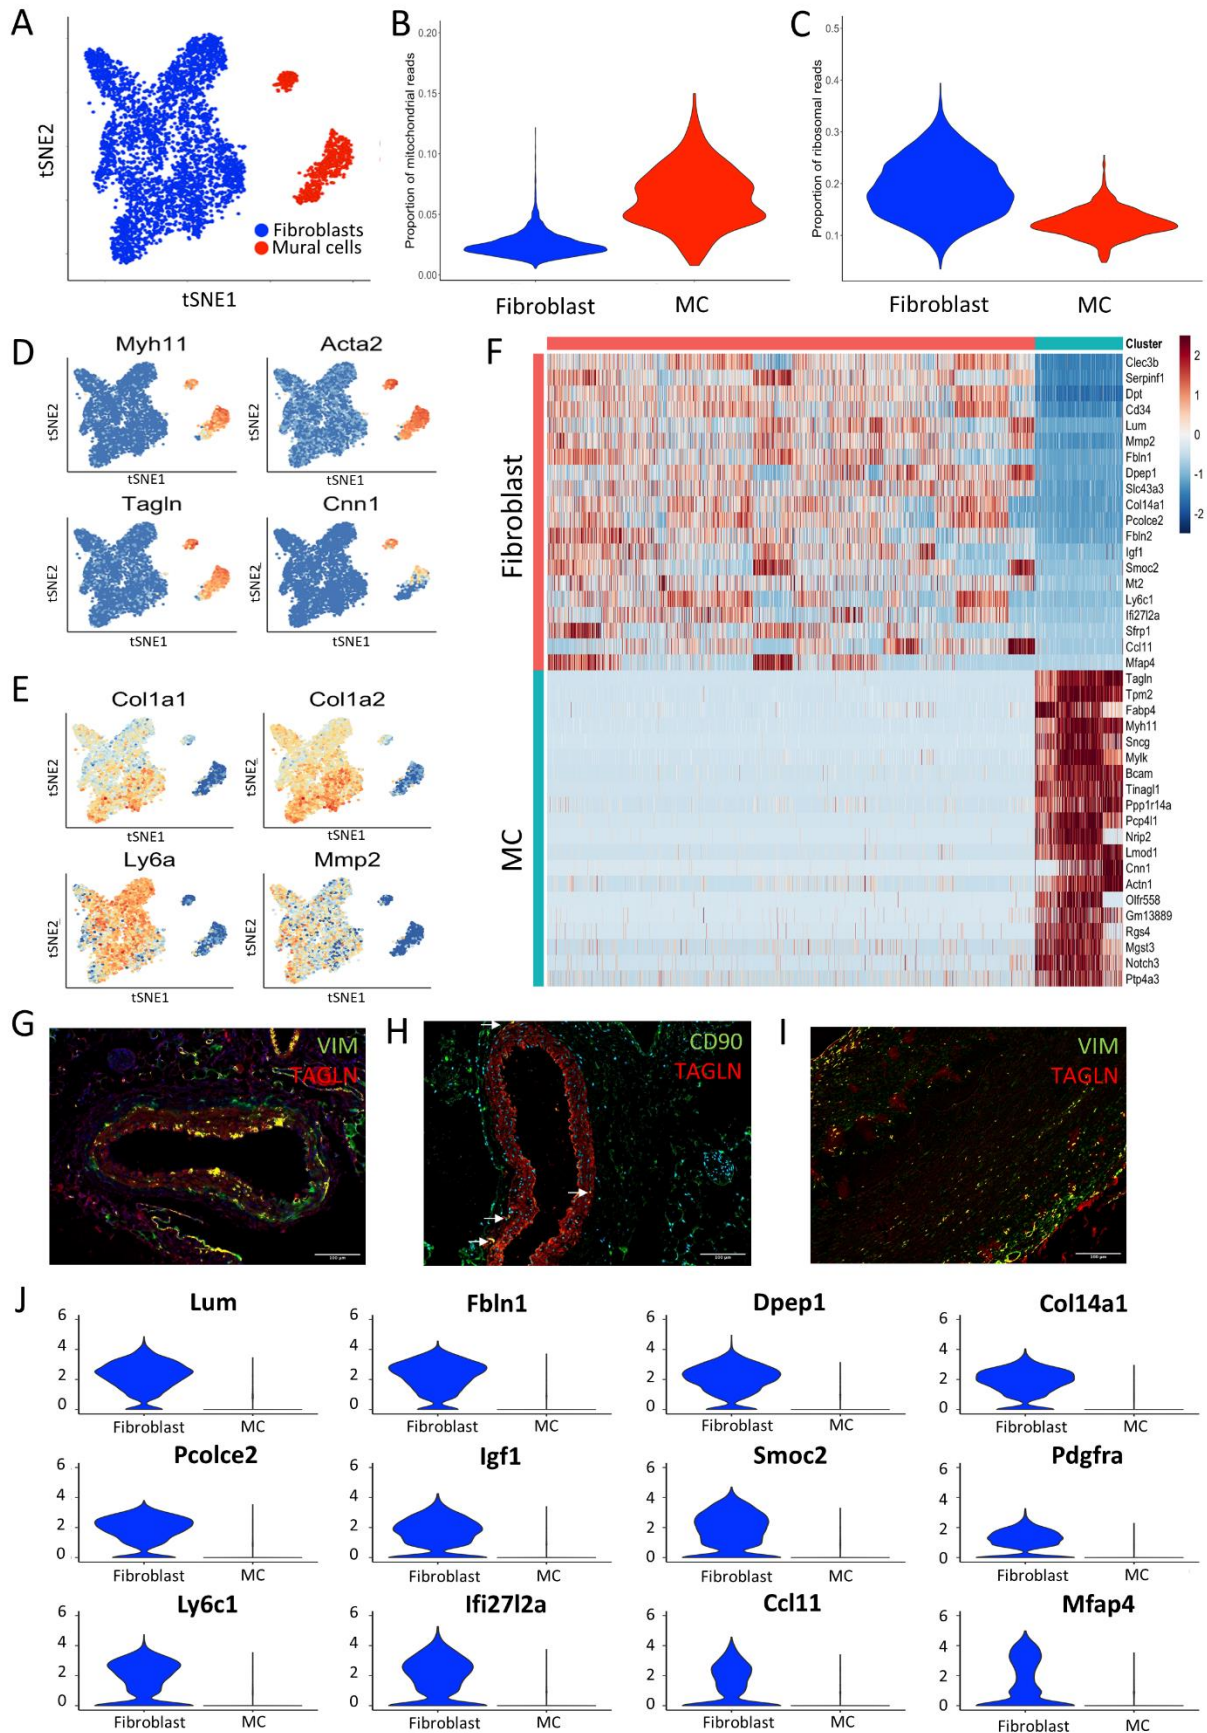 A
tSNE2
tSNE1
Fibroblasts
Mural cells
B
Proportion of mitochondrial reads
0.20
0.15
0.10
0.05
0.00
Fibroblast MC
C
Proportion of ribosomal reads
0.5
0.4
0.3
0.2
0.1
Fibroblast MC
D
Myh11
tSNE2
tSNE1
Acta2
tSNE2
tSNE1
Tagln
tSNE2
tSNE1
Cnn1
tSNE2
tSNE1
E
Col1a1
tSNE2
tSNE1
Col1a2
tSNE2
tSNE1
Ly6a
tSNE2
tSNE1
Mmp2
tSNE2
tSNE1
F
Fibroblast
MC
Cluster
Clec3b
Serpinf1
Dpt
Cd34
Lum
Mmp2
Fbln1
Dpep1
Slc43a3
Col14a1
Pcolce2
Fbln2
Igf1
Smoc2
Mt2
Ly6c1
Ifi27l2a
Sfrp1
Ccl11
Mfap4
Tagln
Tpm2
Fabp4
Myh11
Sncg
Mylk
Bcam
Tinagl1
Ppp1r14a
Pcp4l1
Nrip2
Lmod1
Cnn1
Actn1
Olfr558
Gm13889
Rgs4
Mgst3
Notch3
Ptp4a3
2
1
0
-1
-2
G
VIM
TAGLN
100 µm
H
CD90
TAGLN
100 µm
I
VIM
TAGLN
100 µm
J
Lum
6
4
2
0
Fibroblast MC
Fbln1
6
4
2
0
Fibroblast MC
Dpep1
6
4
2
0
Fibroblast MC
Col14a1
6
4
2
0
Fibroblast MC
Pcolce2
6
4
2
0
Fibroblast MC
Igf1
6
4
2
0
Fibroblast MC
Smoc2
6
4
2
0
Fibroblast MC
Pdgfra
6
4
2
0
Fibroblast MC
Ly6c1
6
4
2
0
Fibroblast MC
Ifi27l2a
6
4
2
0
Fibroblast MC
Ccl11
6
4
2
0
Fibroblast MC
Mfap4
6
4
2
0
Fibroblast MC